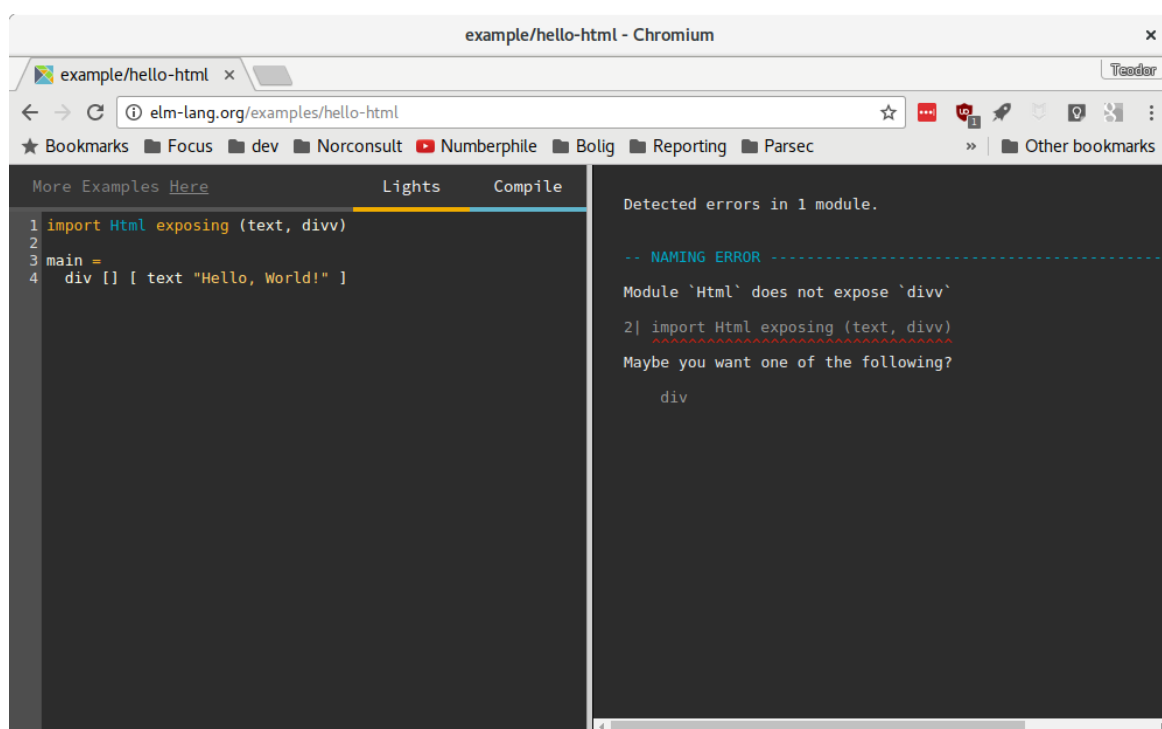 example/hello-html - Chromium
example/hello-html
Teodor
elm-lang.org/examples/hello-html
1
Bookmarks Focus dev Norconsult Numberphile Bolig Reporting Parsec » Other bookmarks
More Examples Here Lights Compile
1 import Html exposing (text, divv)
2
3 main =
4   div [] [ text "Hello, World!" ]
Detected errors in 1 module.
-- NAMING ERROR ------------------------------------------
Module `Html` does not expose `divv`
2| import Html exposing (text, divv)
^^^^^^^^^^^^^^^^^^^^^^^^^^^^^^^^^
Maybe you want one of the following?
div